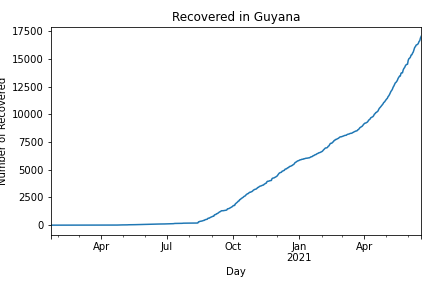 Recovered in Guyana
Number of Recovered
17500
15000
12500
10000
7500
5000
2500
0
Apr
Jul
Oct
Jan
2021
Apr
Day